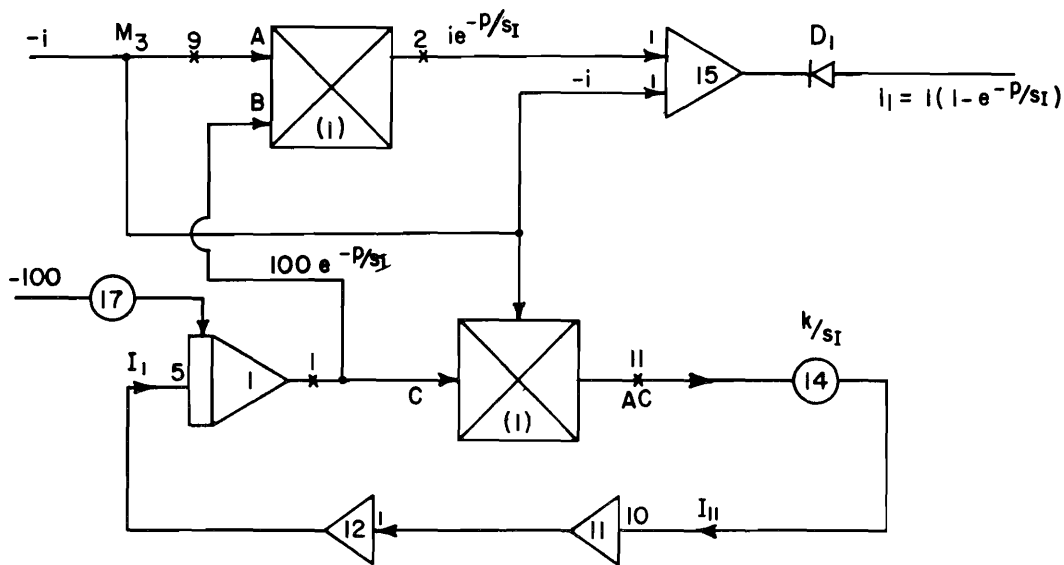 -i M3 9 A 2 ie^-P/sI 1 D1
B (1) -i 1 15
i1 = i(1-e^-P/sI)
-100 17 100 e^-P/sI
I1 5 1 1 C (1) 11 AC k/sI 14
12 1 11 10 I11